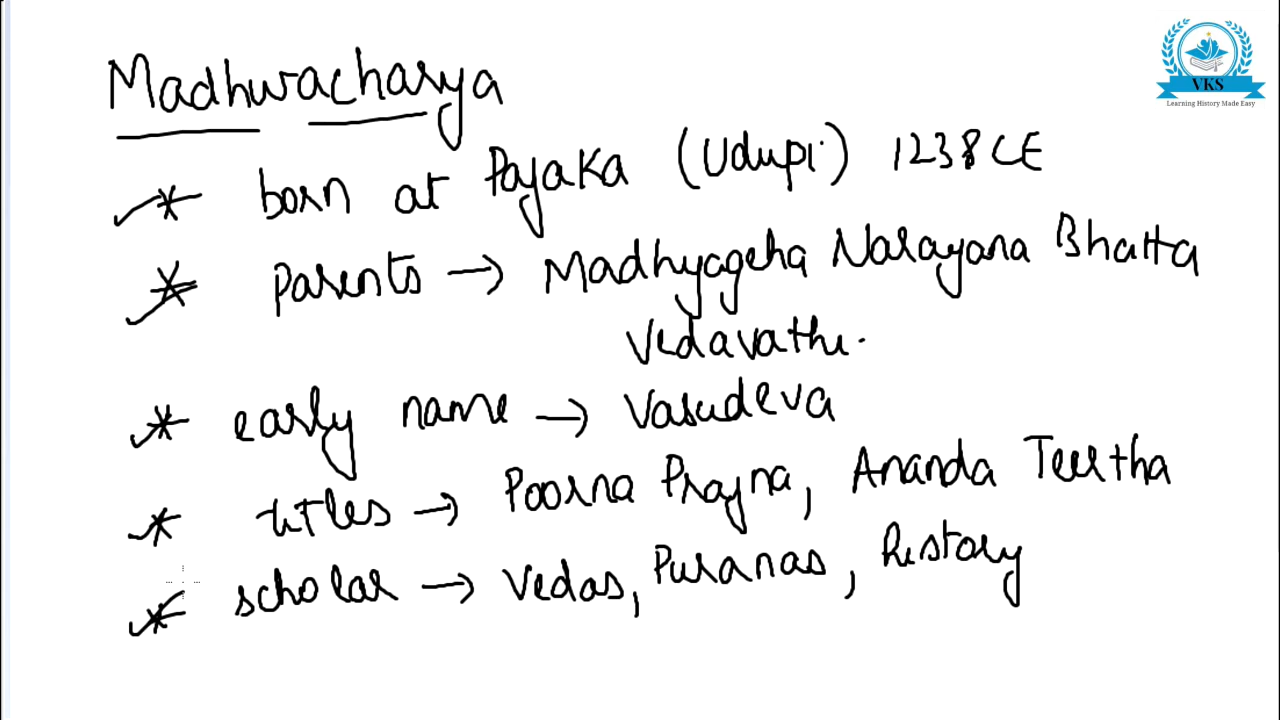 Madhwacharya
VKS
Learning History Made Easy
* born at Pajaka (Udupi) 1238 CE
* Parents → Madhyageha Narayana Bhatta
Vedavathi.
* early name → Vasudeva
* titles → Poorna Prajna, Ananda Teertha
* scholar → Vedas, Puranas, History